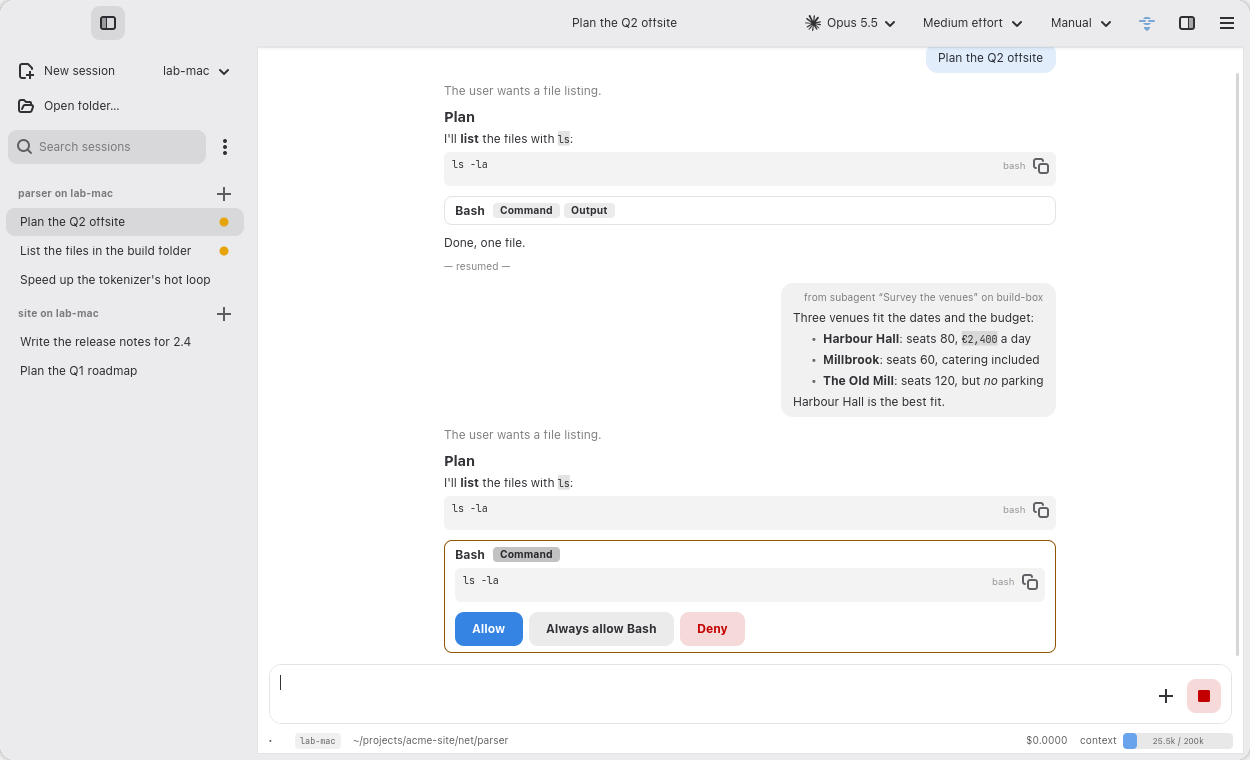 Plan the Q2 offsite
Opus 5.5
Medium effort
Manual
New session
lab-mac
Open folder...
Search sessions
parser on lab-mac
Plan the Q2 offsite
List the files in the build folder
Speed up the tokenizer's hot loop
site on lab-mac
Write the release notes for 2.4
Plan the Q1 roadmap
Plan the Q2 offsite
The user wants a file listing.
Plan
I'll list the files with ls:
ls -la
bash
Bash Command Output
Done, one file.
— resumed —
from subagent “Survey the venues” on build-box
Three venues fit the dates and the budget:
• Harbour Hall: seats 80, €2,400 a day
• Millbrook: seats 60, catering included
• The Old Mill: seats 120, but no parking
Harbour Hall is the best fit.
The user wants a file listing.
Plan
I'll list the files with ls:
ls -la
bash
Bash Command
ls -la
bash
Allow
Always allow Bash
Deny
lab-mac
~/projects/acme-site/net/parser
$0.0000
context
25.5k / 200k